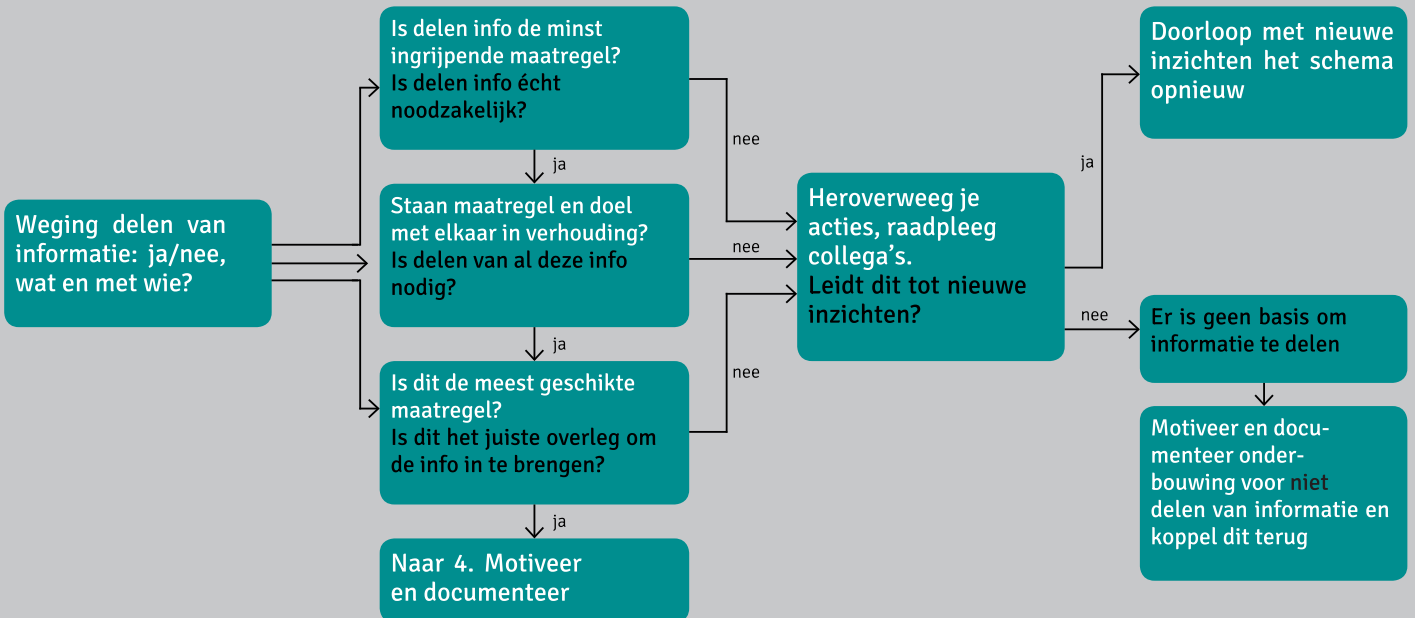 Weging delen van
informatie: ja/nee,
wat en met wie?
Is delen info de minst
ingrijpende maatregel?
Is delen info écht
noodzakelijk?
ja
Staan maatregel en doel
met elkaar in verhouding?
Is delen van al deze info
nodig?
ja
Is dit de meest geschikte
maatregel?
Is dit het juiste overleg om
de info in te brengen?
ja
Naar 4. Motiveer
en documenteer
nee
nee
nee
Heroverweeg je
acties, raadpleeg
collega's.
Leidt dit tot nieuwe
inzichten?
ja
Doorloop met nieuwe
inzichten het schema
opnieuw
nee
Er is geen basis om
informatie te delen
Motiveer en docu-
menteer onder-
bouwing voor niet
delen van informatie en
koppel dit terug